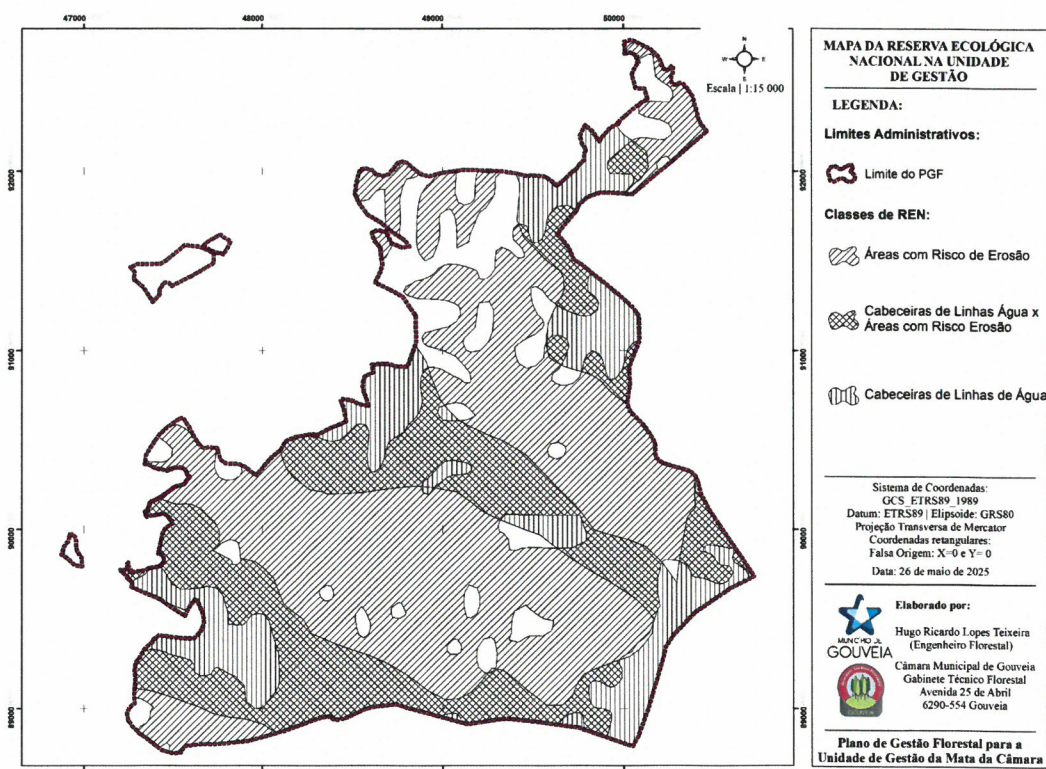 47000
48000
49000
50000
92000
91000
90000
89000
92000
91000
90000
89000
N
W
E
S
Escala | 1:15 000
MAPA DA RESERVA ECOLÓGICA
NACIONAL NA UNIDADE
DE GESTÃO
LEGENDA:
Limites Administrativos:
Limite do PGF
Classes de REN:
Áreas com Risco de Erosão
Cabeceiras de Linhas Água x
Áreas com Risco Erosão
Cabeceiras de Linhas de Água
Sistema de Coordenadas:
GCS_ETRS89_1989
Datum: ETRS89 | Elipsoide: GRS80
Projeção Transversa de Mercator
Coordenadas retangulares:
Falsa Origem: X=0 e Y= 0
Data: 26 de maio de 2025
MUNICÍPIO DE
GOUVEIA
Elaborado por:
Hugo Ricardo Lopes Teixeira
(Engenheiro Florestal)
Câmara Municipal de Gouveia
Gabinete Técnico Florestal
Avenida 25 de Abril
6290-554 Gouveia
Plano de Gestão Florestal para a
Unidade de Gestão da Mata da Câmara